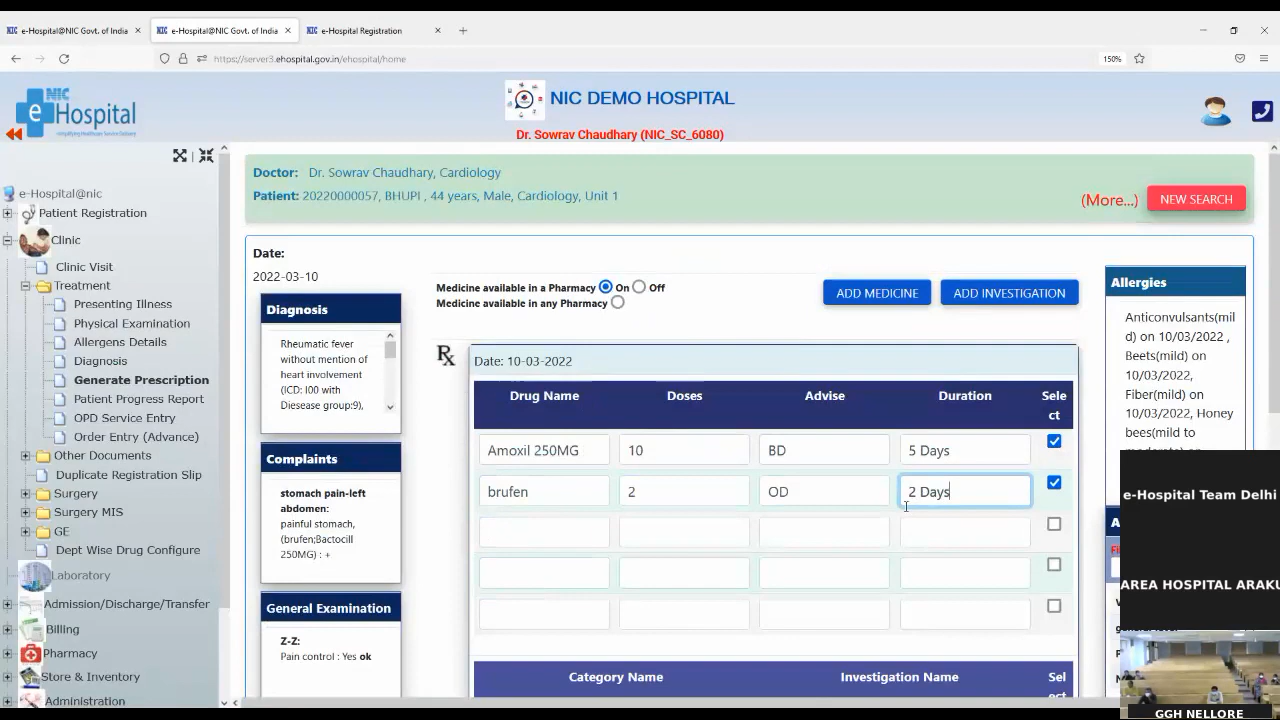 e-Hospital@NIC Govt. of India
e-Hospital@NIC Govt. of India
e-Hospital Registration
https://server3.ehospital.gov.in/ehospital/home
150%
NIC
eHospital
NIC DEMO HOSPITAL
Dr. Sowrav Chaudhary (NIC_SC_6080)
e-Hospital@nic
Patient Registration
Clinic
Clinic Visit
Treatment
Presenting Illness
Physical Examination
Allergens Details
Diagnosis
Generate Prescription
Patient Progress Report
OPD Service Entry
Order Entry (Advance)
Other Documents
Duplicate Registration Slip
Surgery
Surgery MIS
GE
Dept Wise Drug Configure
Laboratory
Admission/Discharge/Transfer
Billing
Pharmacy
Store & Inventory
Administration
Doctor: Dr. Sowrav Chaudhary, Cardiology
Patient: 20220000057, BHUPI , 44 years, Male, Cardiology, Unit 1
(More...)
NEW SEARCH
Date:
2022-03-10
Diagnosis
Rheumatic fever
without mention of
heart involvement
(ICD: I00 with
Diesease group:9),
Complaints
stomach pain-left
abdomen:
painful stomach,
(brufen;Bactocill
250MG) : +
General Examination
Z-Z:
Pain control : Yes ok
Medicine available in a Pharmacy On Off
Medicine available in any Pharmacy
ADD MEDICINE
ADD INVESTIGATION
Rx
Date: 10-03-2022
Drug Name Doses Advise Duration Sele
ct
Amoxil 250MG 10 BD 5 Days
brufen 2 OD 2 Days
Category Name Investigation Name Sel
ect
Allergies
Anticonvulsants(mil
d) on 10/03/2022 ,
Beets(mild) on
10/03/2022,
Fiber(mild) on
10/03/2022, Honey
bees(mild to
e-Hospital Team Delhi
AREA HOSPITAL ARAKU
GGH NELLORE